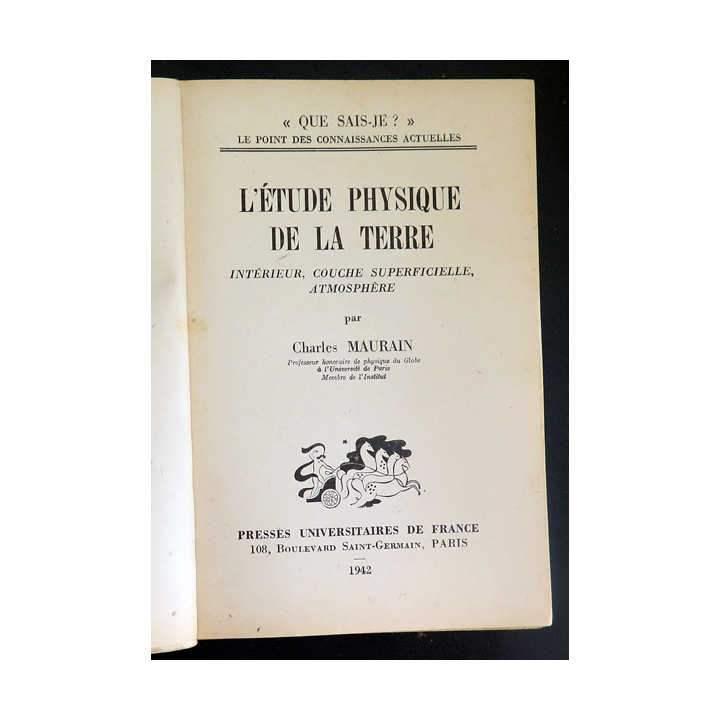 « QUE SAIS-JE ? »
LE POINT DES CONNAISSANCES ACTUELLES
L'ÉTUDE PHYSIQUE
DE LA TERRE
INTÉRIEUR, COUCHE SUPERFICIELLE,
ATMOSPHÈRE
par
Charles MAURAIN
Professeur honoraire de physique du Globe
à l'Université de Paris
Membre de l'Institut
PRESSES UNIVERSITAIRES DE FRANCE
108, BOULEVARD SAINT-GERMAIN, PARIS
1942